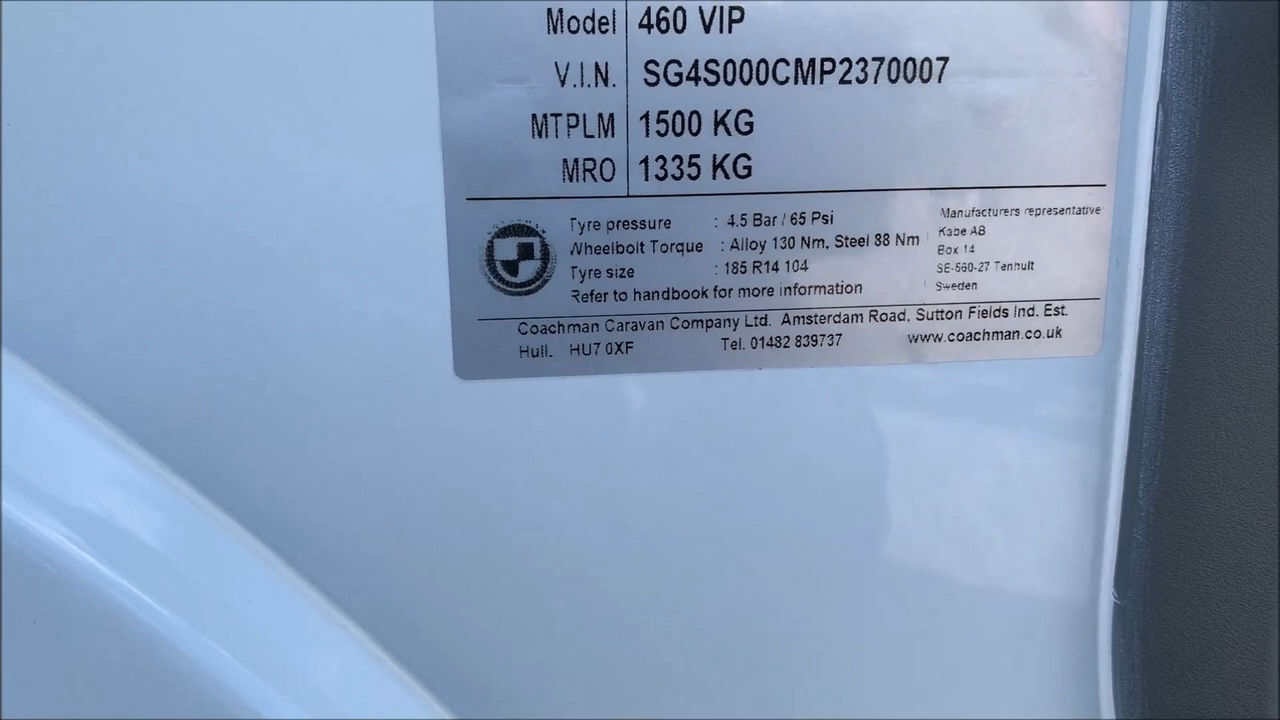 Model 460 VIP
V.I.N. SG4S000CMP2370007
MTPLM 1500 KG
MRO 1335 KG
Tyre pressure : 4.5 Bar / 65 Psi
Wheelbolt Torque : Alloy 130 Nm, Steel 88 Nm
Tyre size : 185 R14 104
Refer to handbook for more information
Manufacturers representative
Kabe AB
Box 14
SE-560-27 Tenhult
Sweden
Coachman Caravan Company Ltd. Amsterdam Road, Sutton Fields Ind. Est.
Hull. HU7 0XF Tel. 01482 839737 www.coachman.co.uk